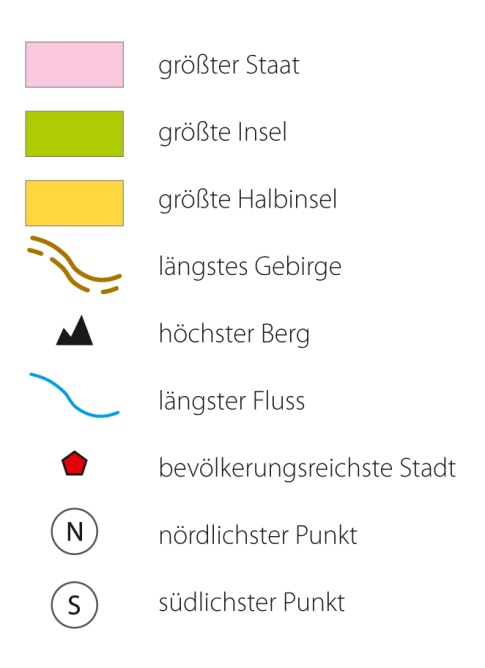 größter Staat
größte Insel
größte Halbinsel
längstes Gebirge
höchster Berg
längster Fluss
bevölkerungsreichste Stadt
N nördlichster Punkt
S südlichster Punkt